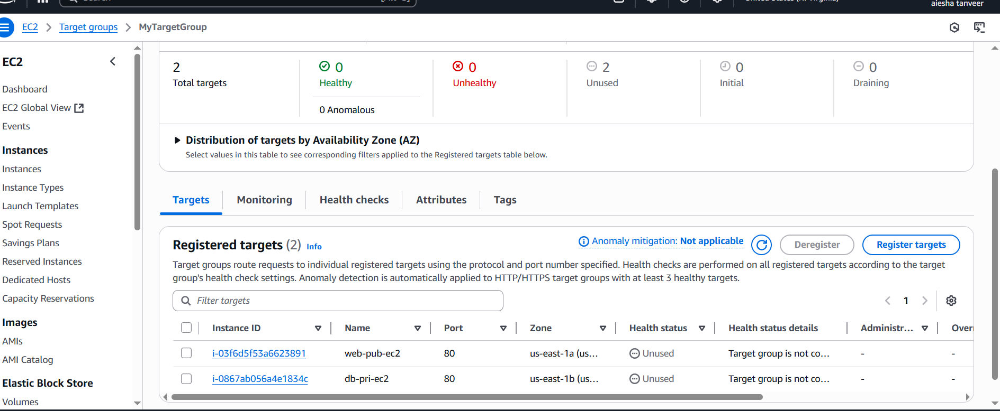 aiesha tanveer
EC2 > Target groups > MyTargetGroup
EC2
Dashboard
EC2 Global View
Events
Instances
Instances
Instance Types
Launch Templates
Spot Requests
Savings Plans
Reserved Instances
Dedicated Hosts
Capacity Reservations
Images
AMIs
AMI Catalog
Elastic Block Store
Volumes
2
Total targets
0
Healthy
0 Anomalous
0
Unhealthy
2
Unused
0
Initial
0
Draining
Distribution of targets by Availability Zone (AZ)
Select values in this table to see corresponding filters applied to the Registered targets table below.
Targets Monitoring Health checks Attributes Tags
Registered targets (2) Info
Anomaly mitigation: Not applicable
Deregister
Register targets
Target groups route requests to individual registered targets using the protocol and port number specified. Health checks are performed on all registered targets according to the target
group's health check settings. Anomaly detection is automatically applied to HTTP/HTTPS target groups with at least 3 healthy targets.
Filter targets
1
Instance ID Name Port Zone Health status Health status details Administr...
i-03f6d5f53a6623891 web-pub-ec2 80 us-east-1a (us... Unused Target group is not co... - -
i-0867ab056a4e1834c db-pri-ec2 80 us-east-1b (us... Unused Target group is not co... - -